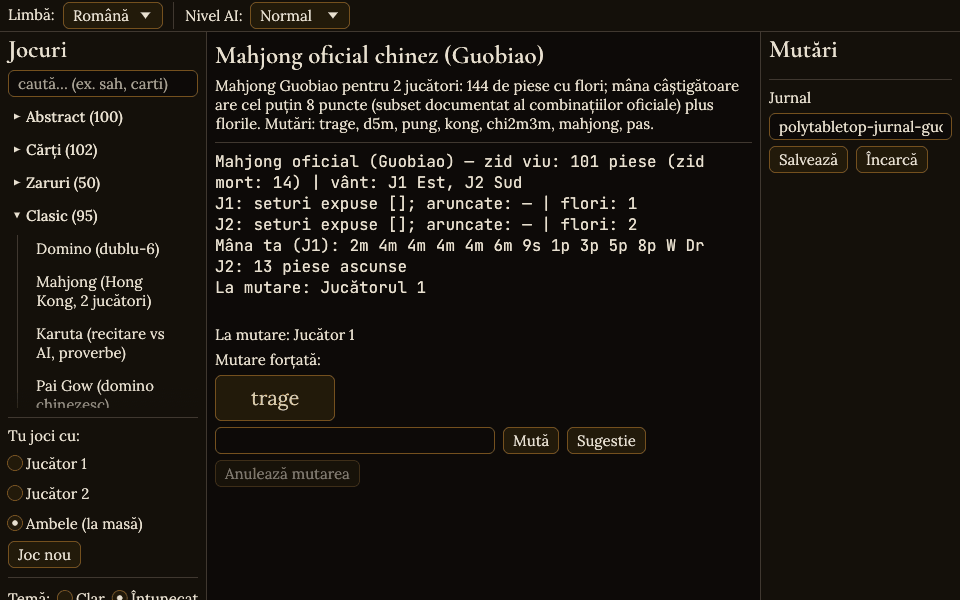 Limbă: Română ▼ Nivel AI: Normal ▼
Jocuri
caută... (ex. sah, carti)
▸ Abstract (100)
▸ Cărți (102)
▸ Zaruri (50)
▾ Clasic (95)
Domino (dublu-6)
Mahjong (Hong
Kong, 2 jucători)
Karuta (recitare vs
AI, proverbe)
Pai Gow (domino
chinezesc)
Tu joci cu:
Jucător 1
Jucător 2
Ambele (la masă)
Joc nou
Temă: Clar Întunecat
Mahjong oficial chinez (Guobiao)
Mahjong Guobiao pentru 2 jucători: 144 de piese cu flori; mâna câștigătoare
are cel puțin 8 puncte (subset documentat al combinațiilor oficiale) plus
florile. Mutări: trage, d5m, pung, kong, chi2m3m, mahjong, pas.
Mahjong oficial (Guobiao) — zid viu: 101 piese (zid
mort: 14) | vânt: J1 Est, J2 Sud
J1: seturi expuse []; aruncate: — | flori: 1
J2: seturi expuse []; aruncate: — | flori: 2
Mâna ta (J1): 2m 4m 4m 4m 4m 6m 9s 1p 3p 5p 8p W Dr
J2: 13 piese ascunse
La mutare: Jucătorul 1
La mutare: Jucător 1
Mutare forțată:
trage
Mută Sugestie
Anulează mutarea
Mutări
Jurnal
polytabletop-jurnal-guo
Salvează Încarcă